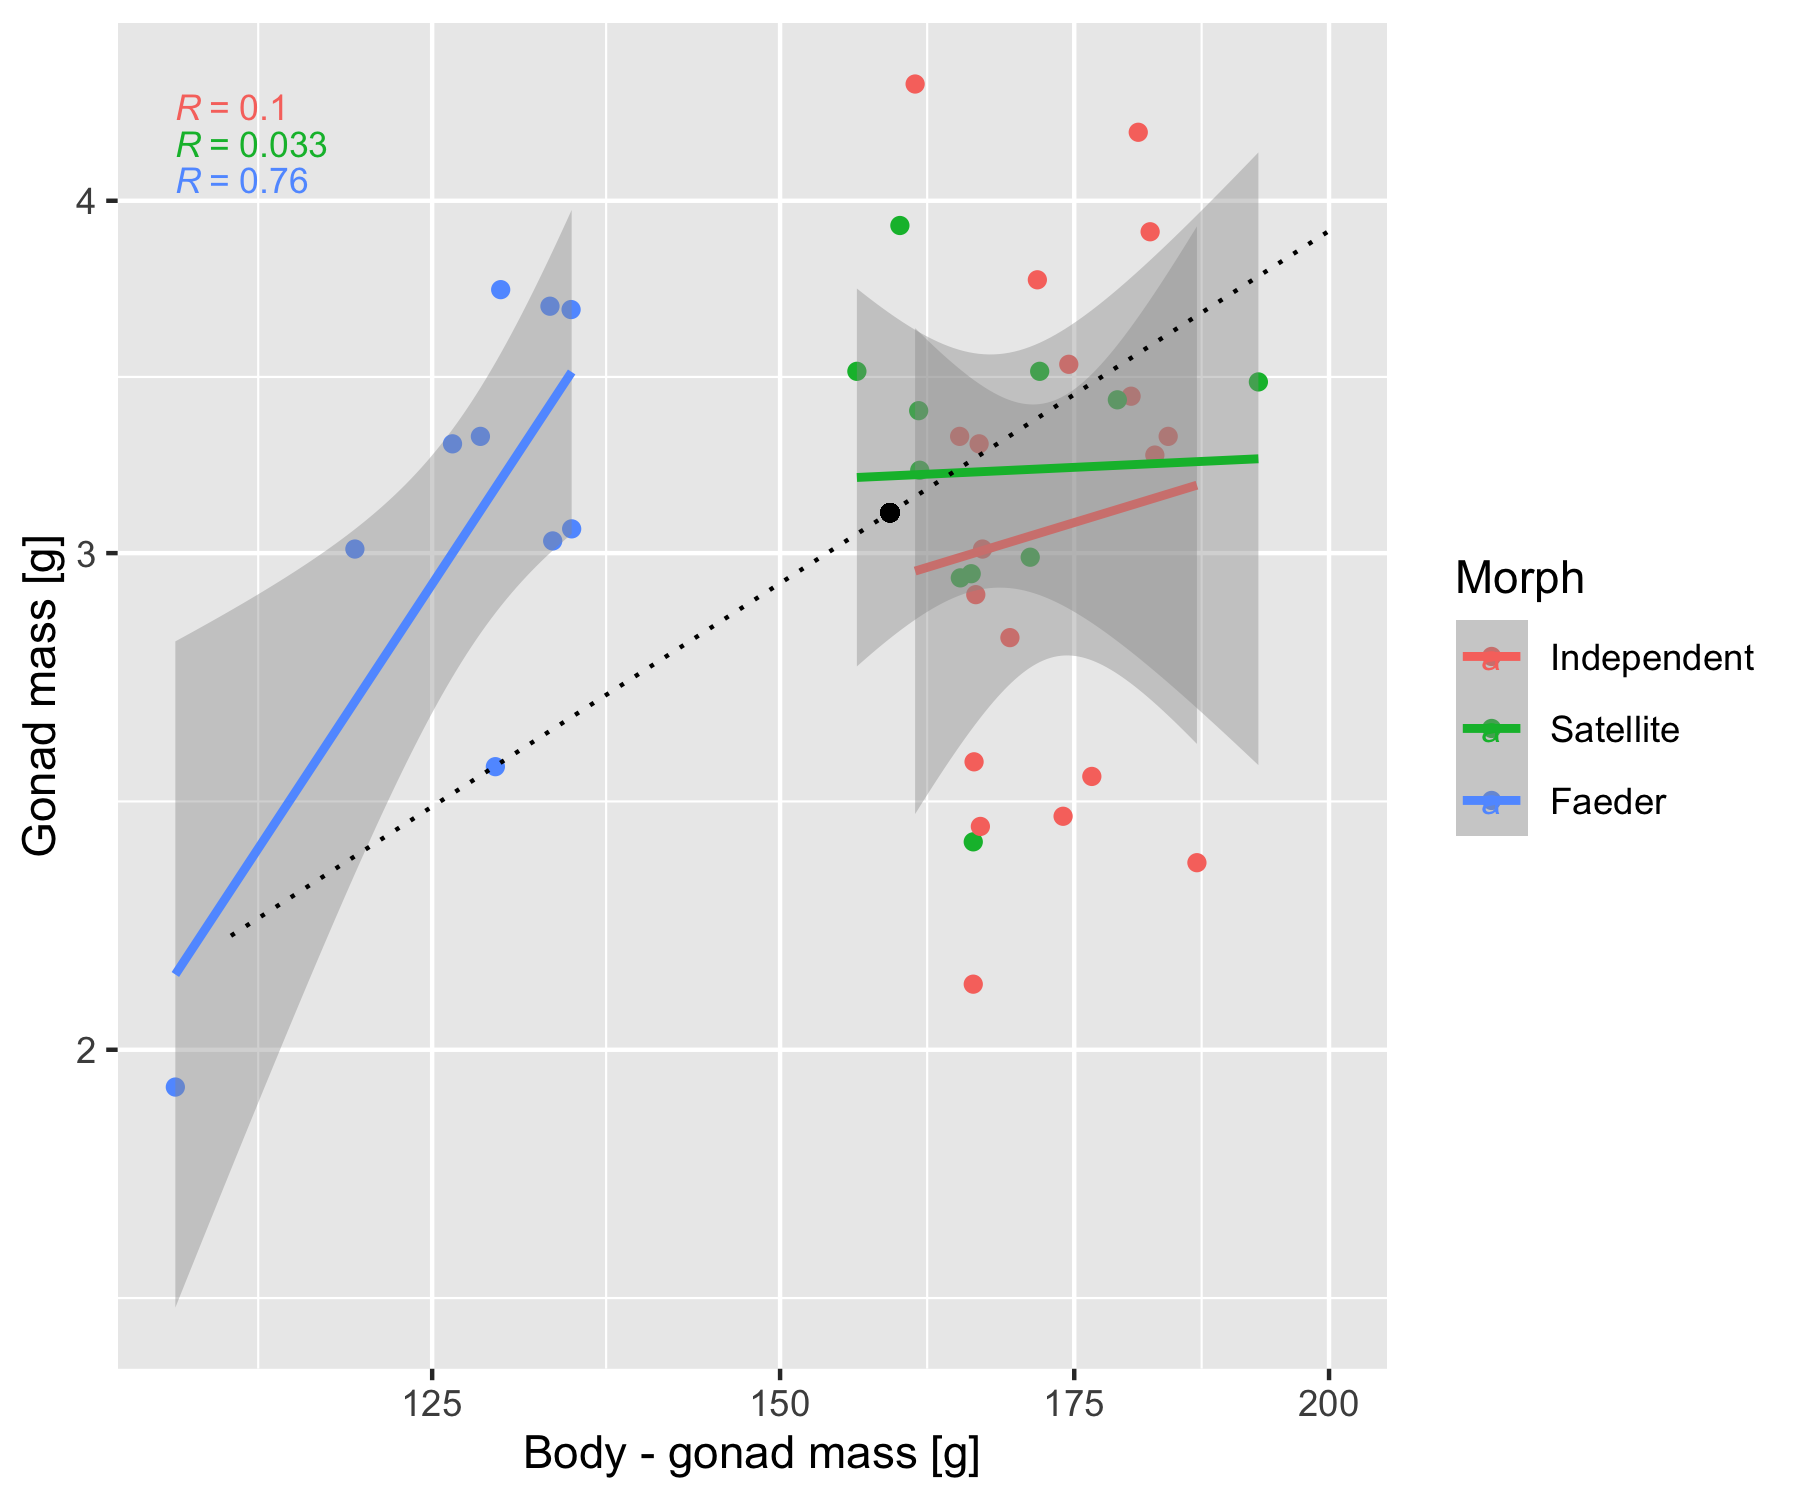 R = 0.1
R = 0.033
R = 0.76
4
3
2
Gonad mass [g]
125 150 175 200
Body - gonad mass [g]
Morph
a Independent
a Satellite
a Faeder